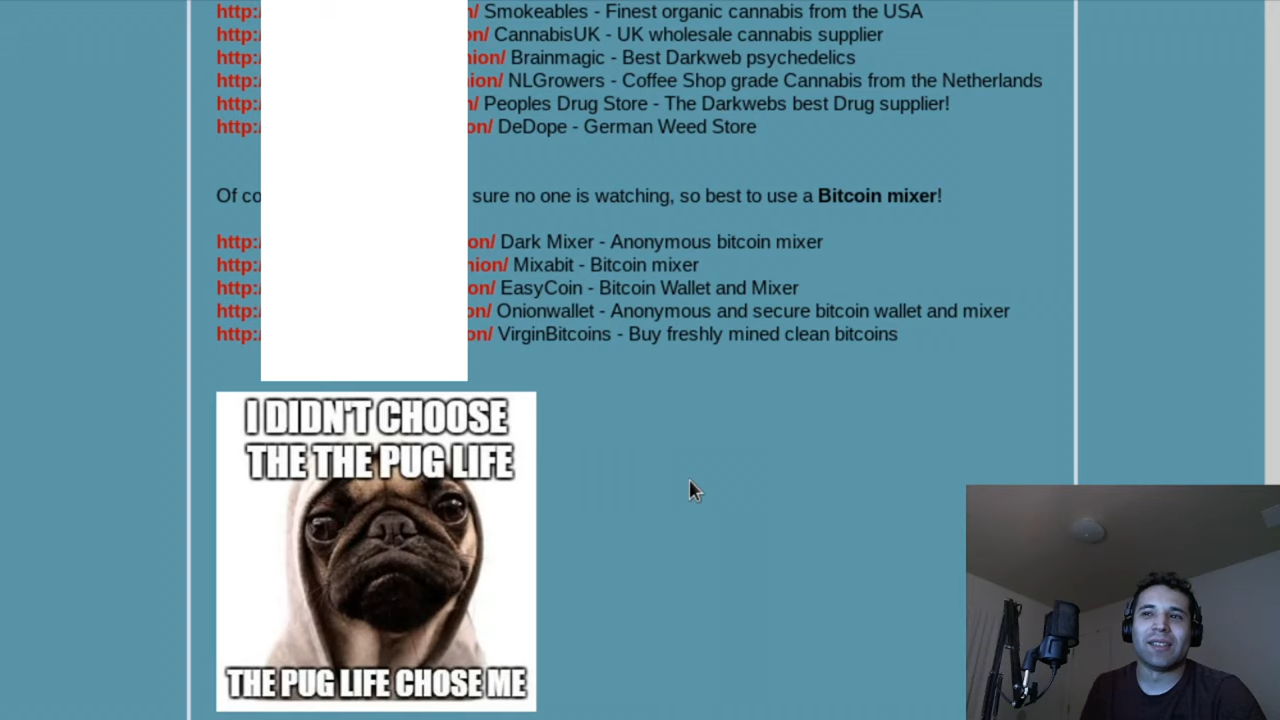 http:/ n/ Smokeables - Finest organic cannabis from the USA
http: on/ CannabisUK - UK wholesale cannabis supplier
http: nion/ Brainmagic - Best Darkweb psychedelics
http: ion/ NLGrowers - Coffee Shop grade Cannabis from the Netherlands
http:/ n/ Peoples Drug Store - The Darkwebs best Drug supplier!
http:/ on/ DeDope - German Weed Store
Of co sure no one is watching, so best to use a Bitcoin mixer!
http:/ on/ Dark Mixer - Anonymous bitcoin mixer
http: nion/ Mixabit - Bitcoin mixer
http: on/ EasyCoin - Bitcoin Wallet and Mixer
http:/ on/ Onionwallet - Anonymous and secure bitcoin wallet and mixer
http:/ on/ VirginBitcoins - Buy freshly mined clean bitcoins
I DIDN'T CHOOSE
THE THE PUG LIFE
THE PUG LIFE CHOSE ME